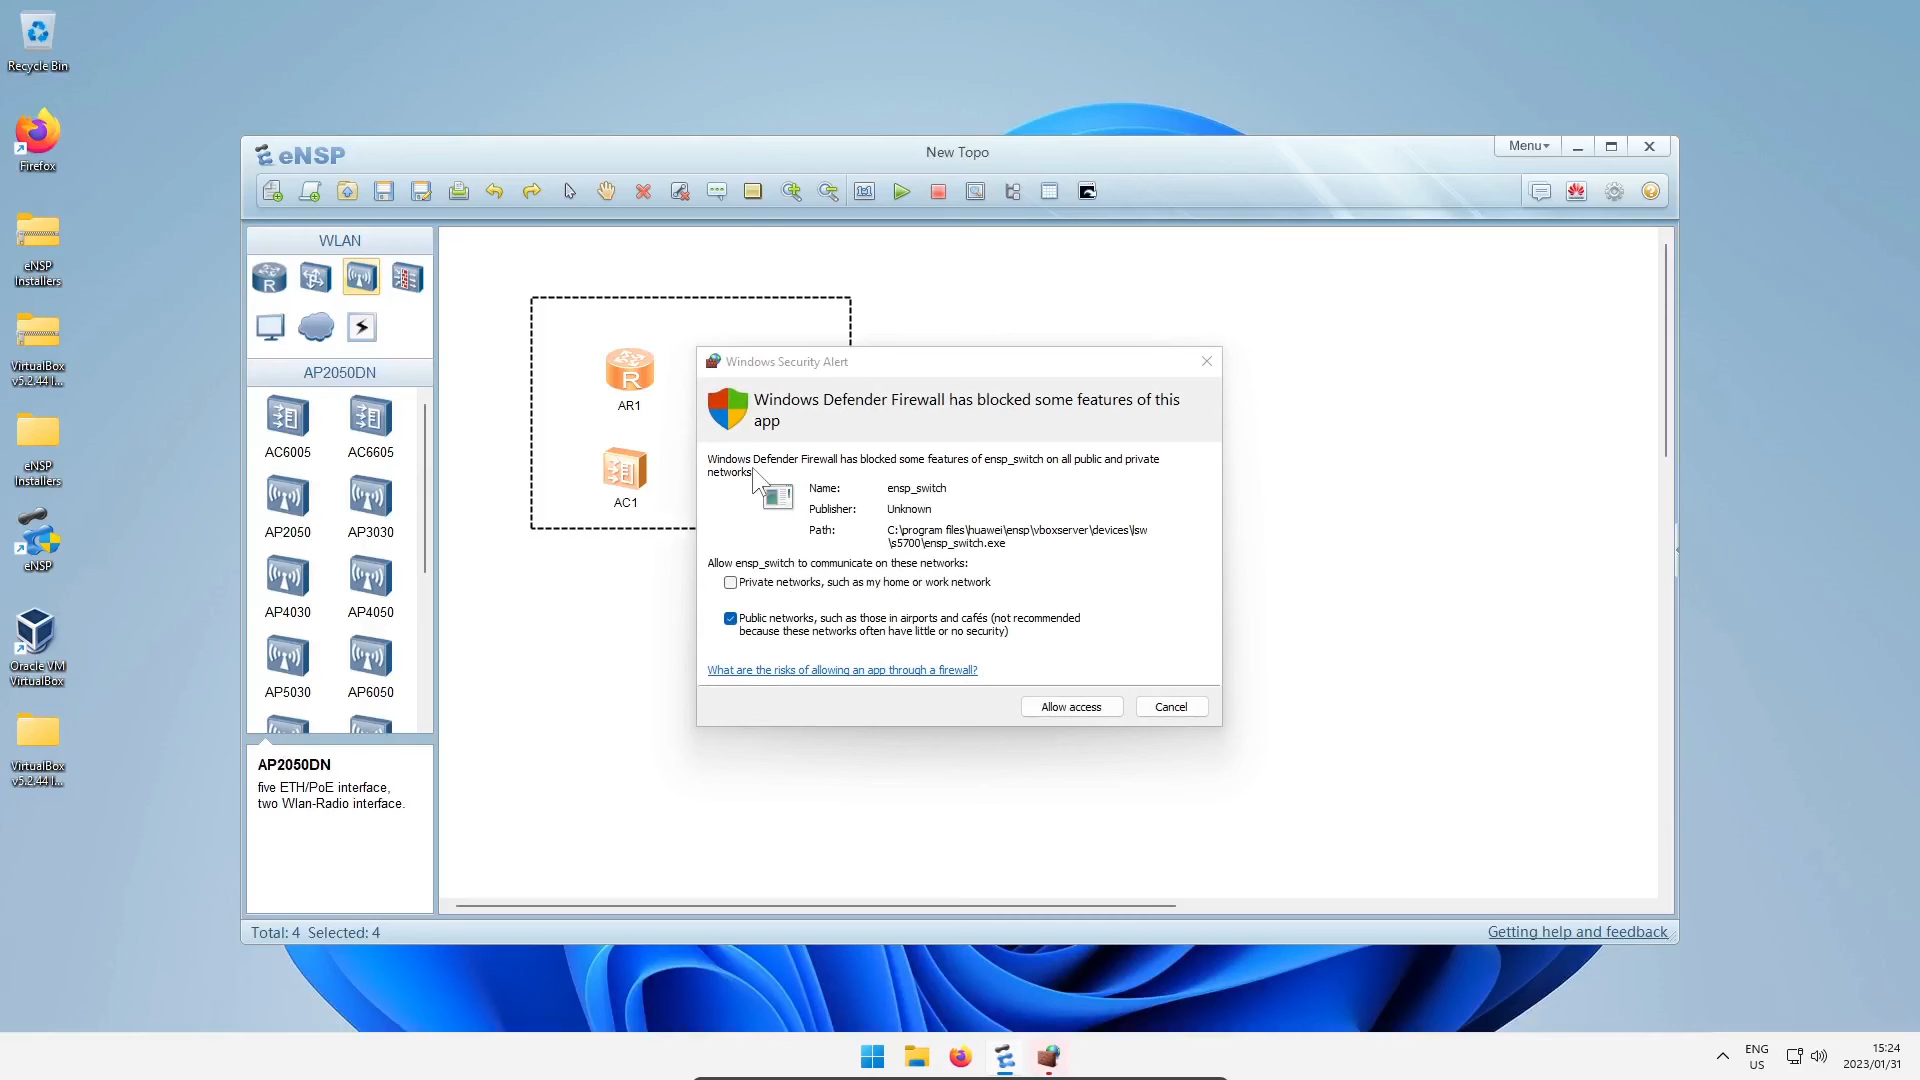 Recycle Bin
Firefox
eNSP
Installers
VirtualBox
v5.2.44 I...
eNSP
Installers
eNSP
Oracle VM
VirtualBox
VirtualBox
v5.2.44 I...
eNSP
New Topo
Menu
WLAN
R
AP2050DN
AC6005
AC6605
AP2050
AP3030
AP4030
AP4050
AP5030
AP6050
AP2050DN
five ETH/PoE interface,
two Wlan-Radio interface.
R
AR1
AC1
Windows Security Alert
Windows Defender Firewall has blocked some features of this
app
Windows Defender Firewall has blocked some features of ensp_switch on all public and private
networks
Name: ensp_switch
Publisher: Unknown
Path: C:\program files\huawei\ensp\vboxserver\devices\lsw
\s5700\ensp_switch.exe
Allow ensp_switch to communicate on these networks:
Private networks, such as my home or work network
Public networks, such as those in airports and cafés (not recommended
because these networks often have little or no security)
What are the risks of allowing an app through a firewall?
Allow access
Cancel
Total: 4 Selected: 4
Getting help and feedback
ENG
US
15:24
2023/01/31